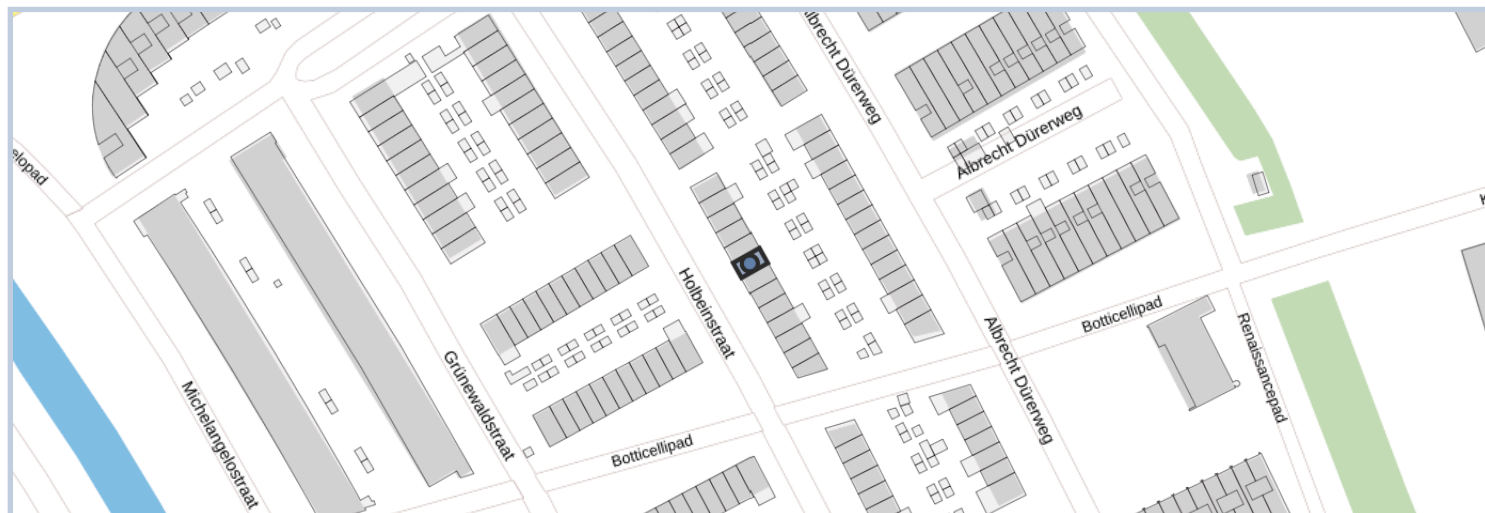 Albrecht Dürerweg
Albrecht Dürerweg
elopad
Holbeinstraat
Botticellipad
Albrecht Dürerweg
Renaissancepad
Grünewaldstraat
Michelangelostraat
Botticellipad
K